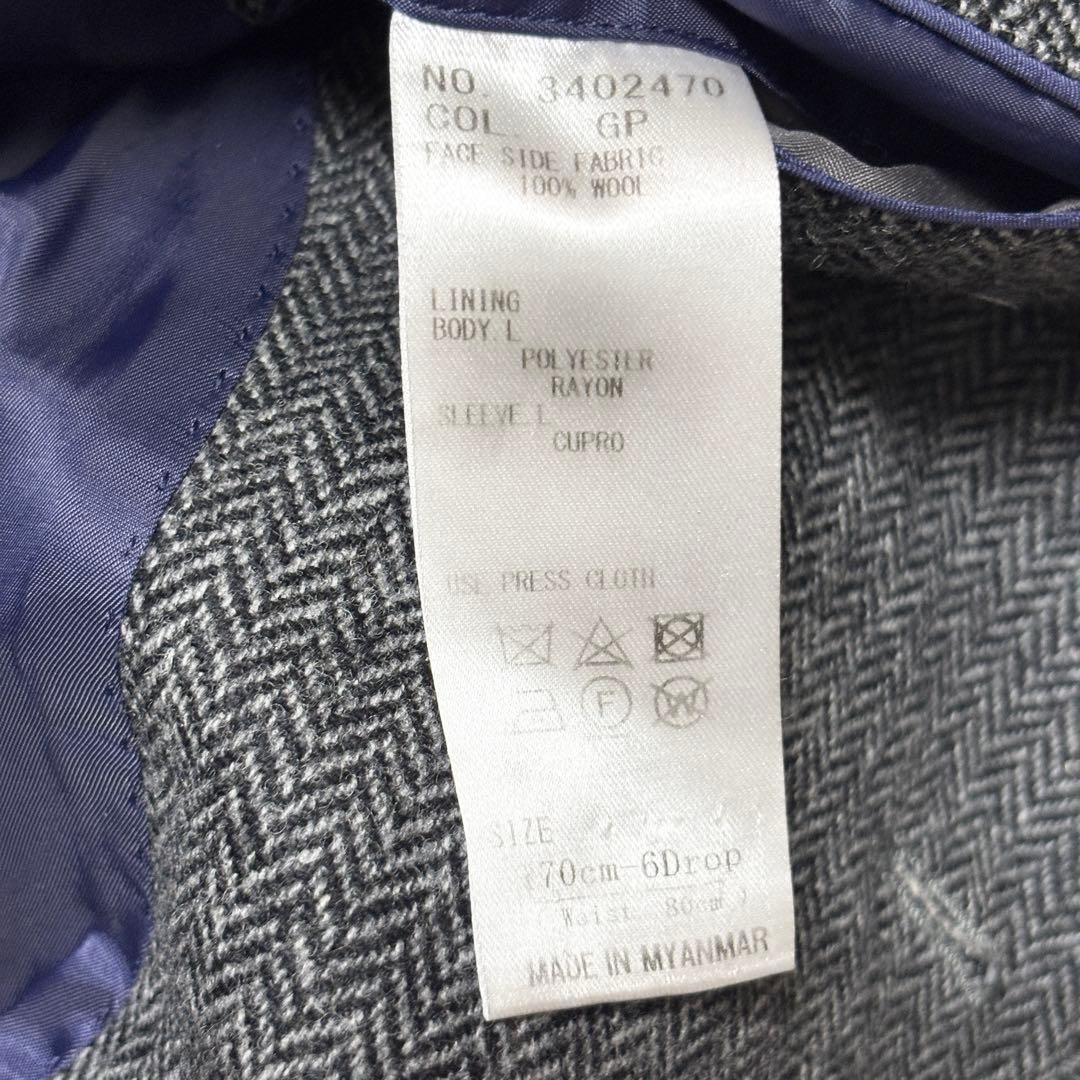 NO. 3402470
COL. GP
FACE SIDE FABRIC
100% WOOL
LINING
BODY.L
POLYESTER
RAYON
SLEEVE.L
CUPRO
USE PRESS CLOTH
F
W
SIZE
70cm-6Drop
(Waist 80cm)
MADE IN MYANMAR